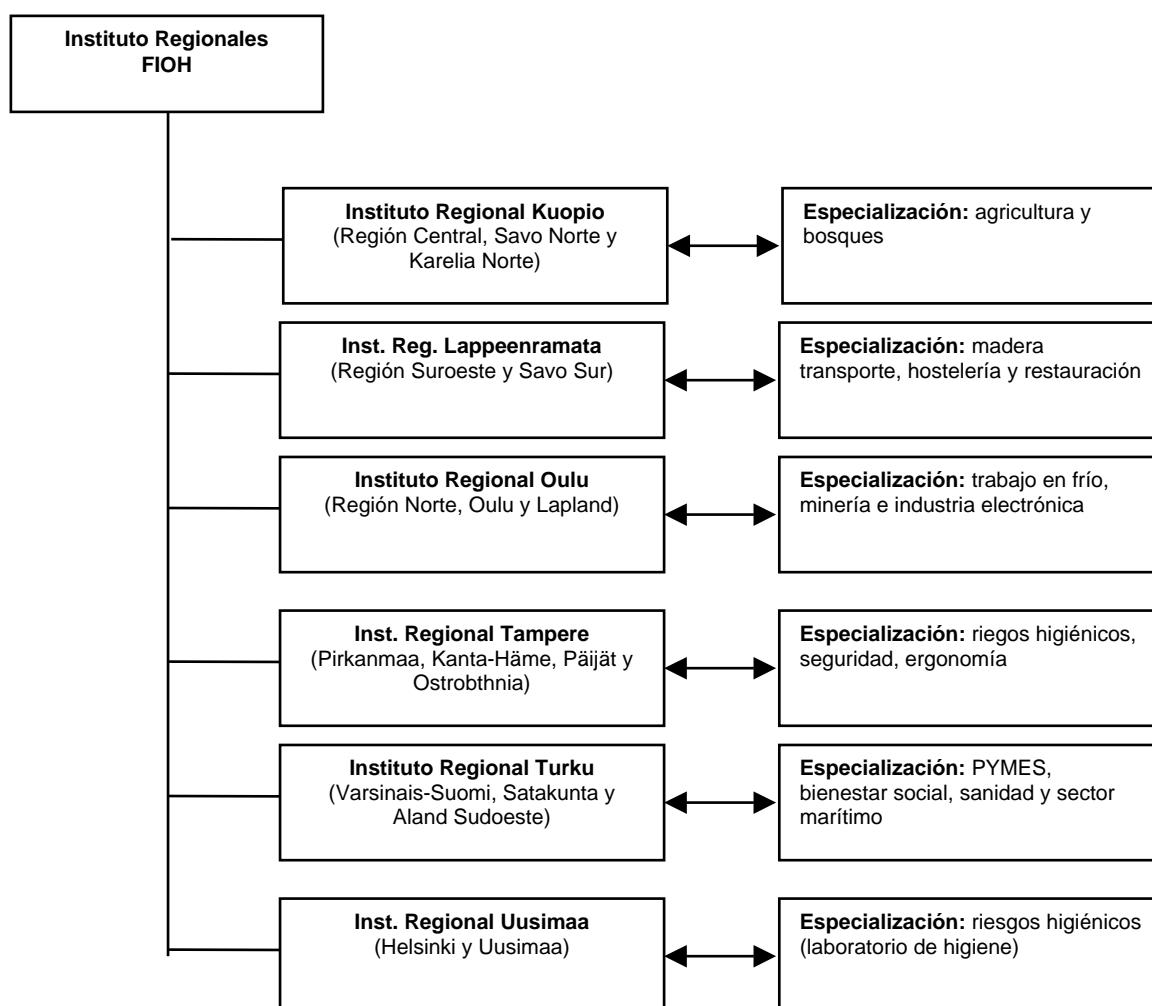 Instituto Regionales
FIOH
Instituto Regional Kuopio
(Región Central, Savo Norte y
Karelia Norte)
Especialización: agricultura y
bosques
Inst. Reg. Lappeenramata
(Región Suroeste y Savo Sur)
Especialización: madera
transporte, hostelería y restauración
Instituto Regional Oulu
(Región Norte, Oulu y Lapland)
Especialización: trabajo en frío,
minería e industria electrónica
Inst. Regional Tampere
(Pirkanmaa, Kanta-Häme, Päijät y
Ostrobthnia)
Especialización: riegos higiénicos,
seguridad, ergonomía
Instituto Regional Turku
(Varsinais-Suomi, Satakunta y
Aland Sudoeste)
Especialización: PYMES,
bienestar social, sanidad y sector
marítimo
Inst. Regional Uusimaa
(Helsinki y Uusimaa)
Especialización: riesgos higiénicos
(laboratorio de higiene)